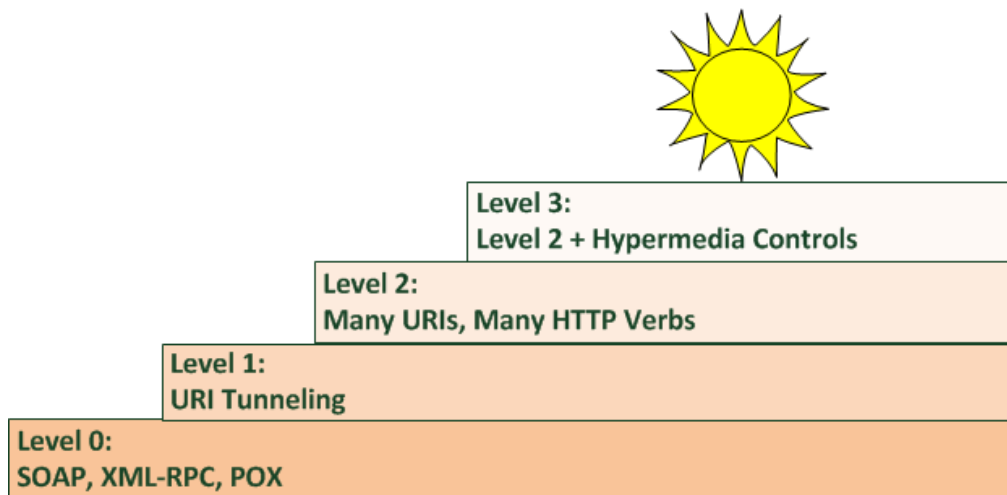 Level 3:
Level 2 + Hypermedia Controls
Level 2:
Many URIs, Many HTTP Verbs
Level 1:
URI Tunneling
Level 0:
SOAP, XML-RPC, POX